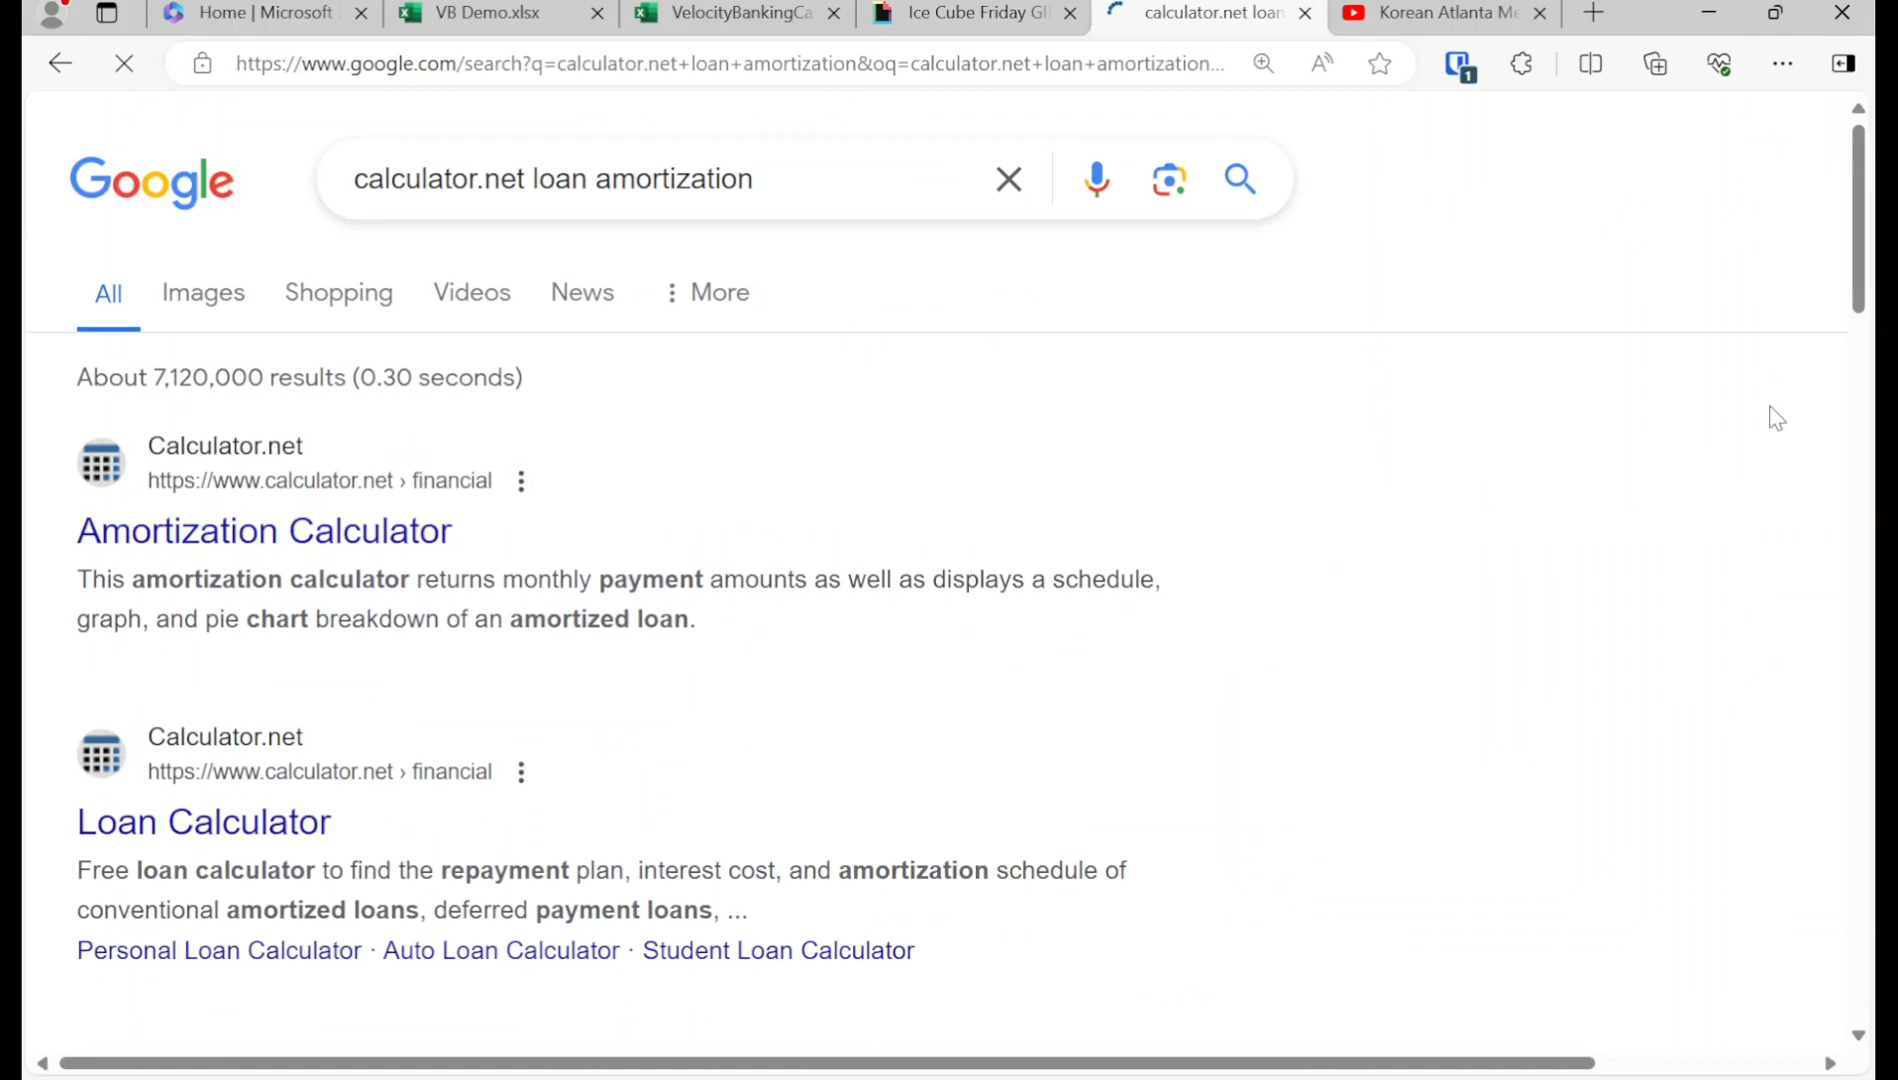 Home | Microsoft
VB Demo.xlsx
VelocityBankingCa
Ice Cube Friday GI
calculator.net loan
Korean Atlanta Me
https://www.google.com/search?q=calculator.net+loan+amortization&oq=calculator.net+loan+amortization...
1
Google
calculator.net loan amortization
All Images Shopping Videos News More
About 7,120,000 results (0.30 seconds)
Calculator.net
https://www.calculator.net › financial
Amortization Calculator
This amortization calculator returns monthly payment amounts as well as displays a schedule,
graph, and pie chart breakdown of an amortized loan.
Calculator.net
https://www.calculator.net › financial
Loan Calculator
Free loan calculator to find the repayment plan, interest cost, and amortization schedule of
conventional amortized loans, deferred payment loans, ...
Personal Loan Calculator · Auto Loan Calculator · Student Loan Calculator